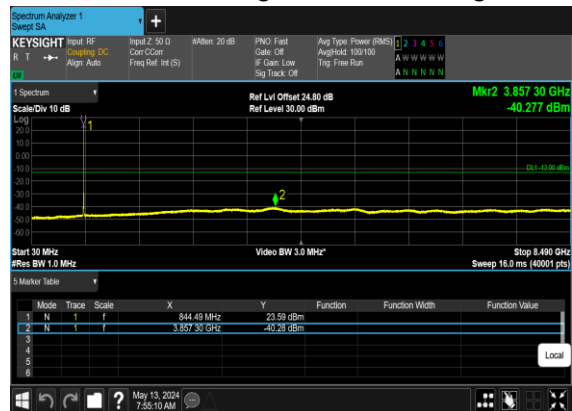 Spectrum Analyzer 1
Swept SA
+
KEYSIGHT Input: RF Input Z: 50 Ω #Atten: 20 dB PNO: Fast Avg Type: Power (RMS) 1 2 3 4 5 6
R T Coupling: DC Corr CCorr Gate: Off Avg|Hold: 100/100 A W W W W W
Align: Auto Freq Ref: Int (S) IF Gain: Low Trig: Free Run
LXI Sig Track: Off A N N N N N
1 Spectrum Ref Lvl Offset 24.80 dB Mkr2 3.857 30 GHz
Scale/Div 10 dB Ref Level 30.00 dBm -40.277 dBm
Log
20.0
10.0
0.00
-10.0
-20.0
-30.0
-40.0
-50.0
-60.0
1
DL1 -13.00 dBm
2
Start 30 MHz Video BW 3.0 MHz* Stop 8.490 GHz
#Res BW 1.0 MHz Sweep 16.0 ms (40001 pts)
5 Marker Table
Mode Trace Scale X Y Function Function Width Function Value
1 N 1 f 844.49 MHz 23.59 dBm
2 N 1 f 3.857 30 GHz -40.28 dBm
3
4
5
6
Local
? May 13, 2024
7:55:10 AM